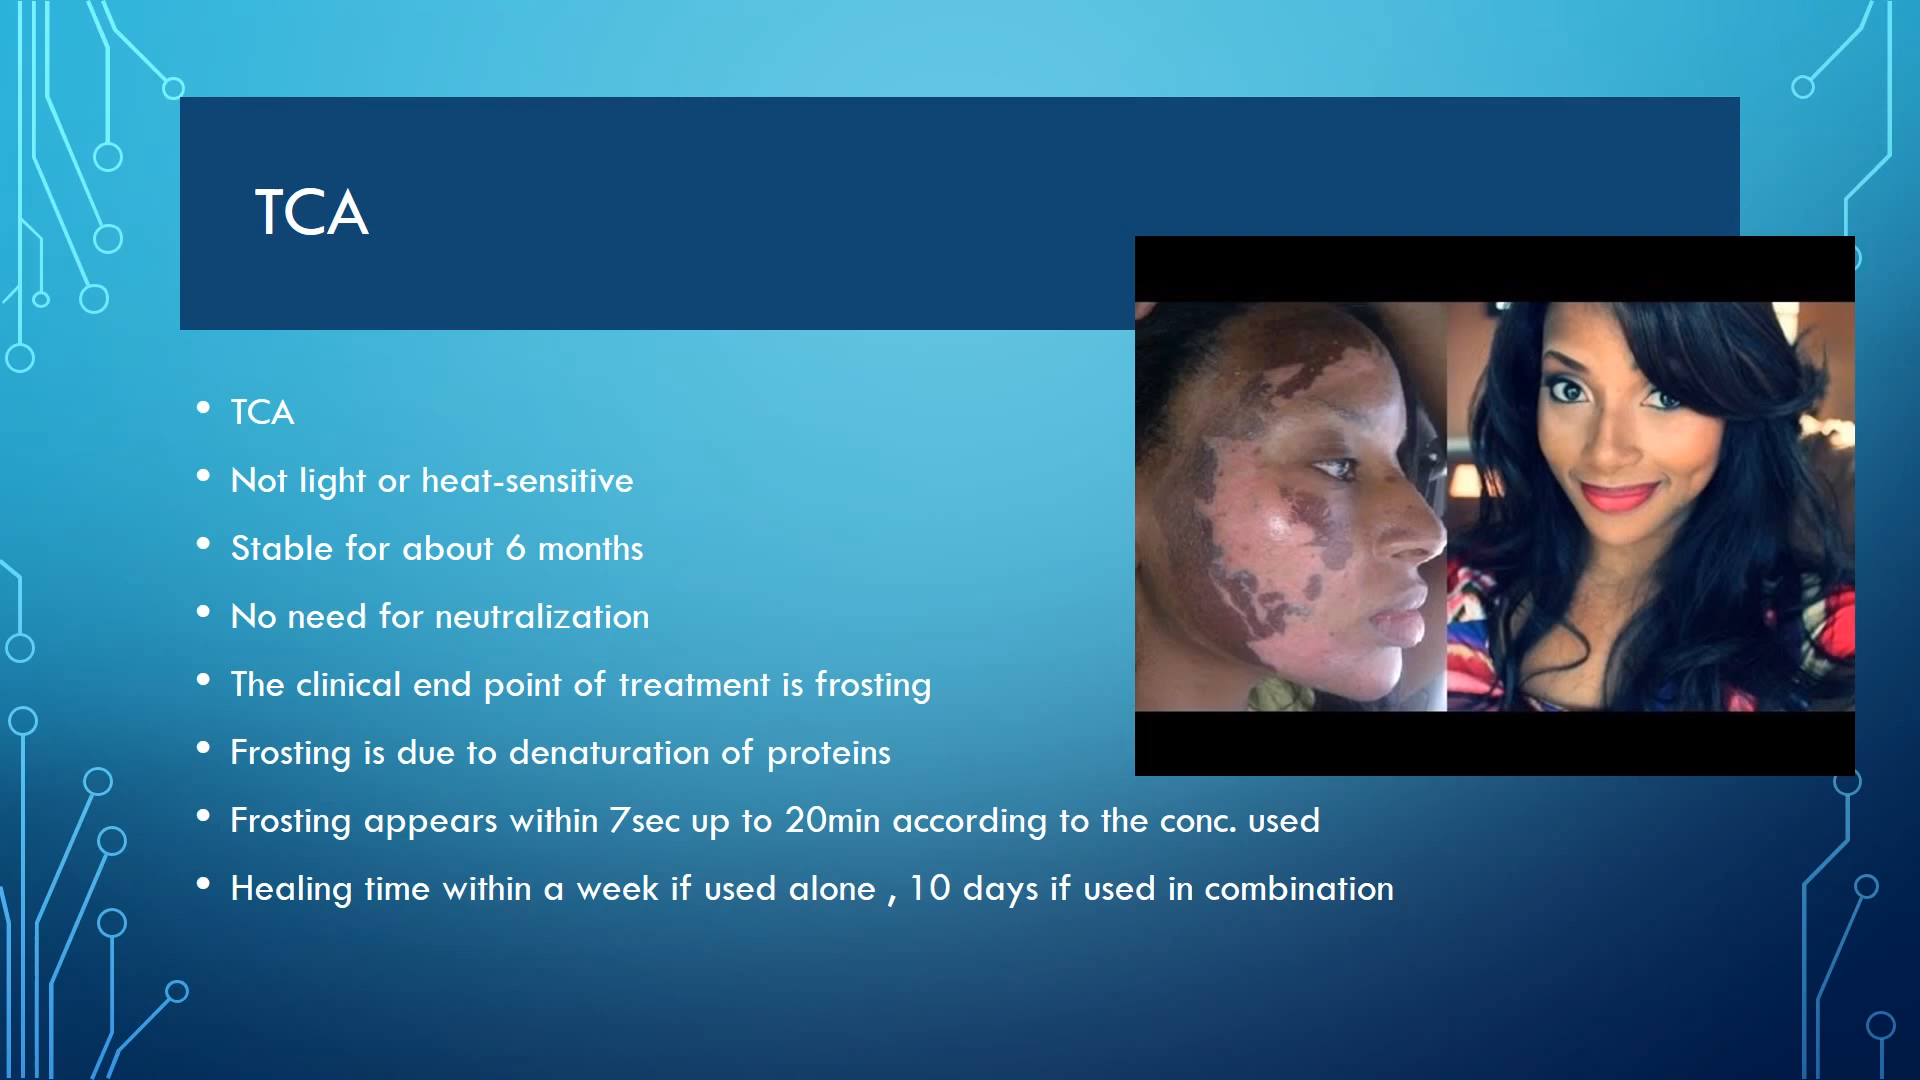 TCA
• TCA
• Not light or heat-sensitive
• Stable for about 6 months
• No need for neutralization
• The clinical end point of treatment is frosting
• Frosting is due to denaturation of proteins
• Frosting appears within 7sec up to 20min according to the conc. used
• Healing time within a week if used alone , 10 days if used in combination